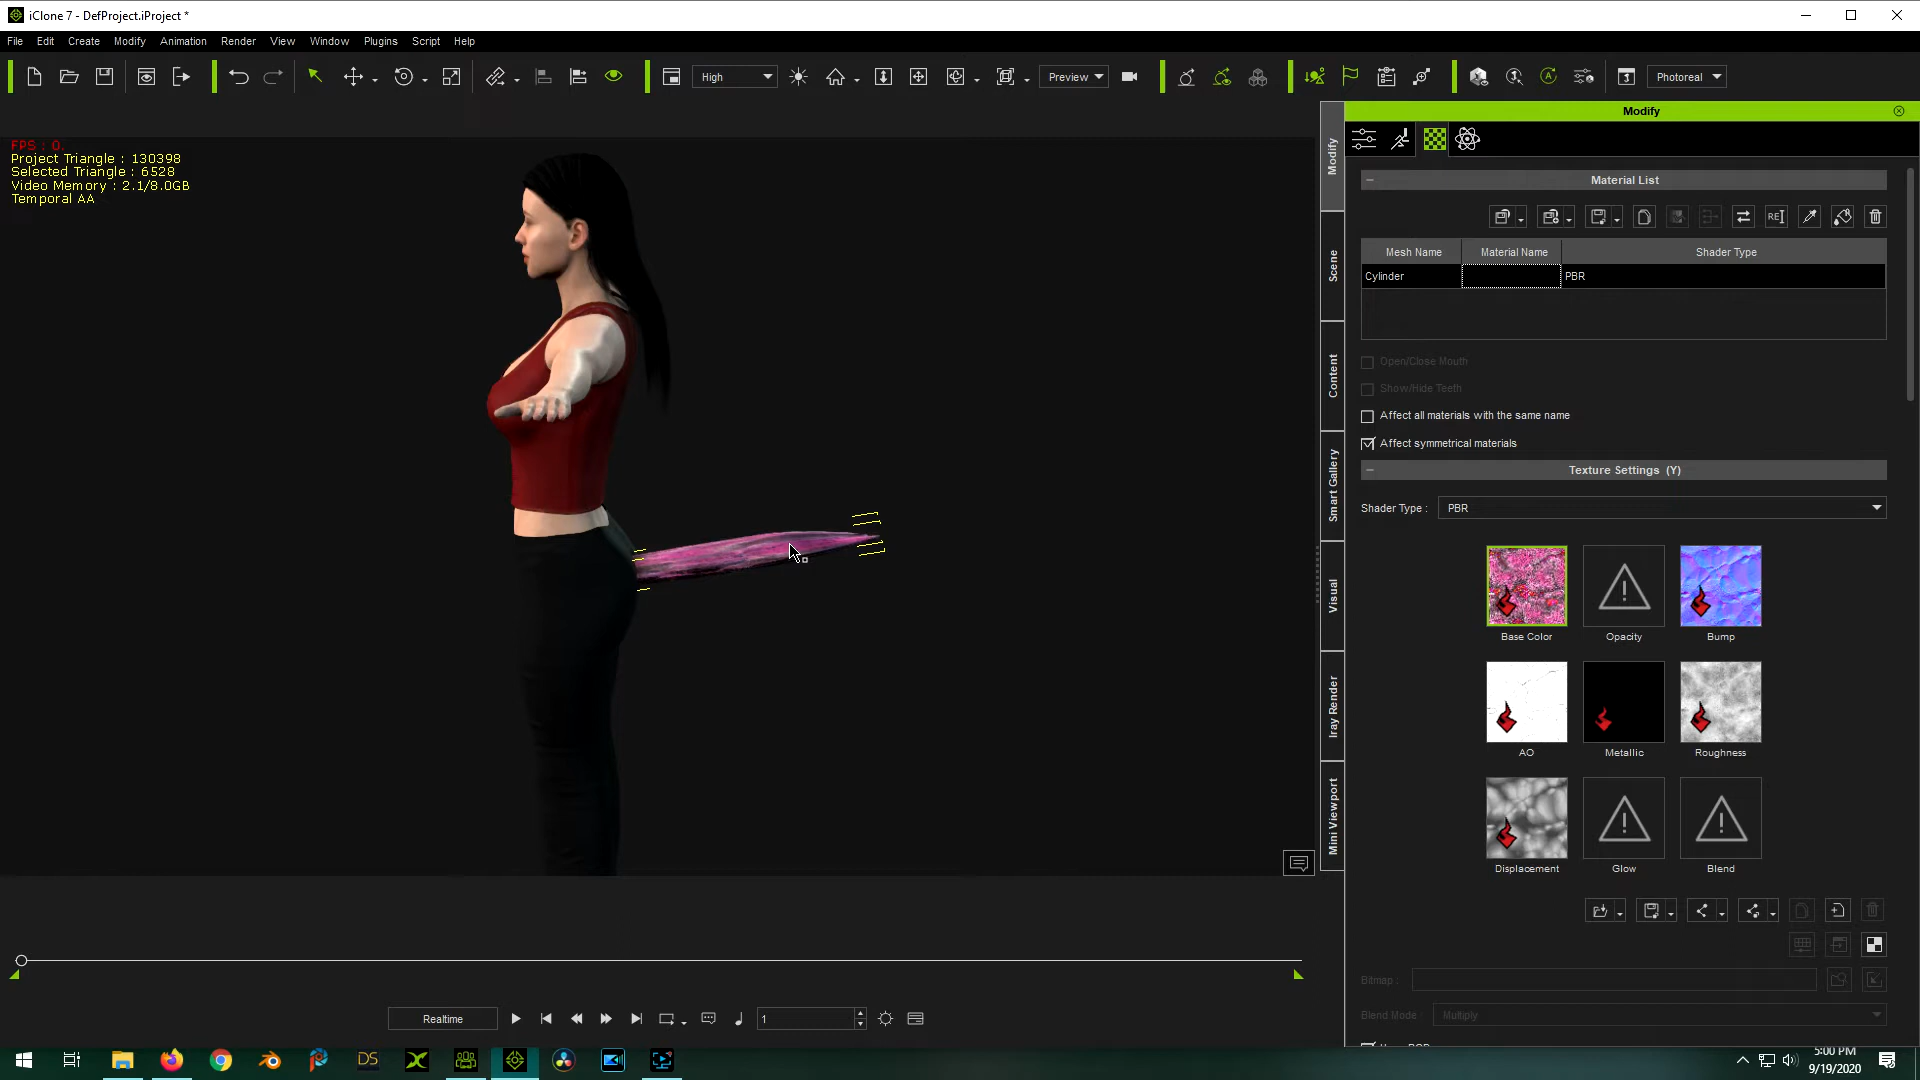 iClone 7 - DefProject.iProject *
File Edit Create Modify Animation Render View Window Plugins Script Help
High Preview Photoreal
FPS : 0.
Project Triangle : 130398
Selected Triangle : 6528
Video Memory : 2.1/8.0GB
Temporal AA
Modify
Scene
Content
Smart Gallery
Visual
Iray Render
Mini Viewport
Modify
Material List
REI
Mesh Name Material Name Shader Type
Cylinder PBR
Open/Close Mouth
Show/Hide Teeth
Affect all materials with the same name
Affect symmetrical materials
Texture Settings (Y)
Shader Type : PBR
Base Color Opacity Bump
AO Metallic Roughness
Displacement Glow Blend
Bitmap :
Blend Mode : Multiply
Realtime 1
DS
5:00 PM
9/19/2020